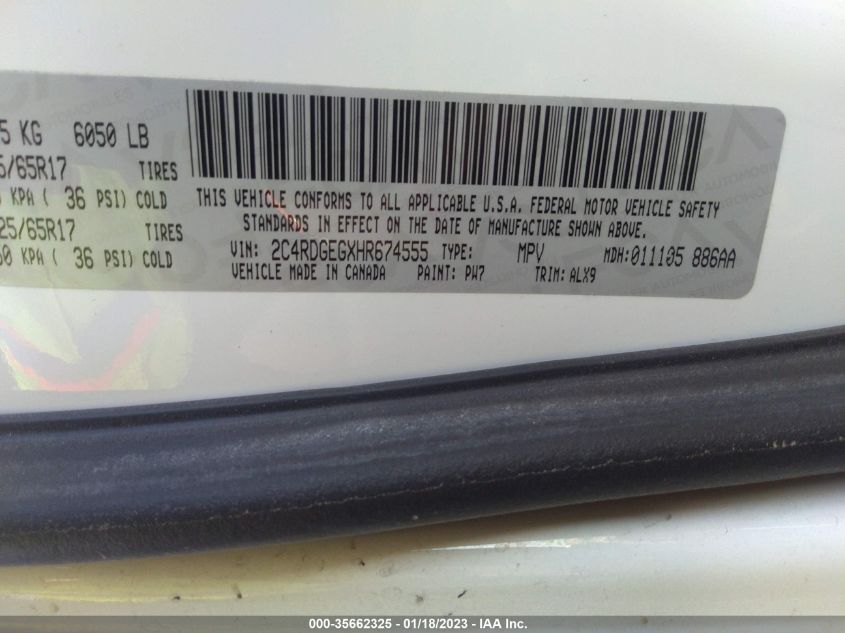 5 KG 6050 LB
5/65R17 TIRES
KPA ( 36 PSI) COLD
25/65R17 TIRES
50 KPA ( 36 PSI) COLD
THIS VEHICLE CONFORMS TO ALL APPLICABLE U.S.A. FEDERAL MOTOR VEHICLE SAFETY
STANDARDS IN EFFECT ON THE DATE OF MANUFACTURE SHOWN ABOVE.
VIN: 2C4RDGEGXHR674555 TYPE: MPV MDH: 011105 886AA
VEHICLE MADE IN CANADA PAINT: PW7 TRIM: ALX9
000-35662325 - 01/18/2023 - IAA Inc.